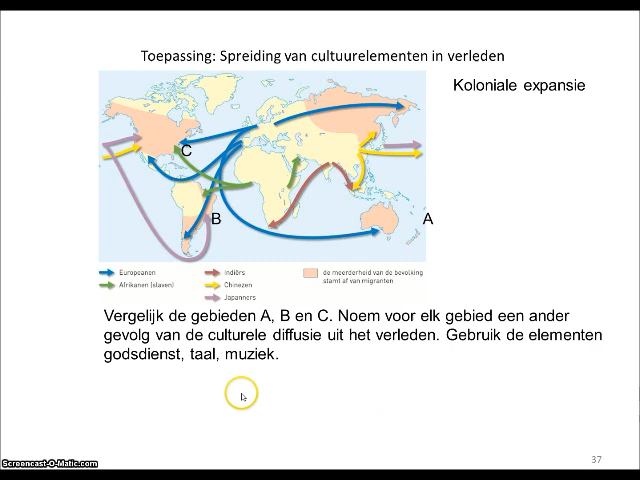 Toepassing: Spreiding van cultuurelementen in verleden
Koloniale expansie
C
B
A
Europeanen
Afrikanen (slaven)
Indiërs
Chinezen
Japanners
de meerderheid van de bevolking
stamt af van migranten
Vergelijk de gebieden A, B en C. Noem voor elk gebied een ander
gevolg van de culturele diffusie uit het verleden. Gebruik de elementen
godsdienst, taal, muziek.
37
Screencast-O-Matic.com